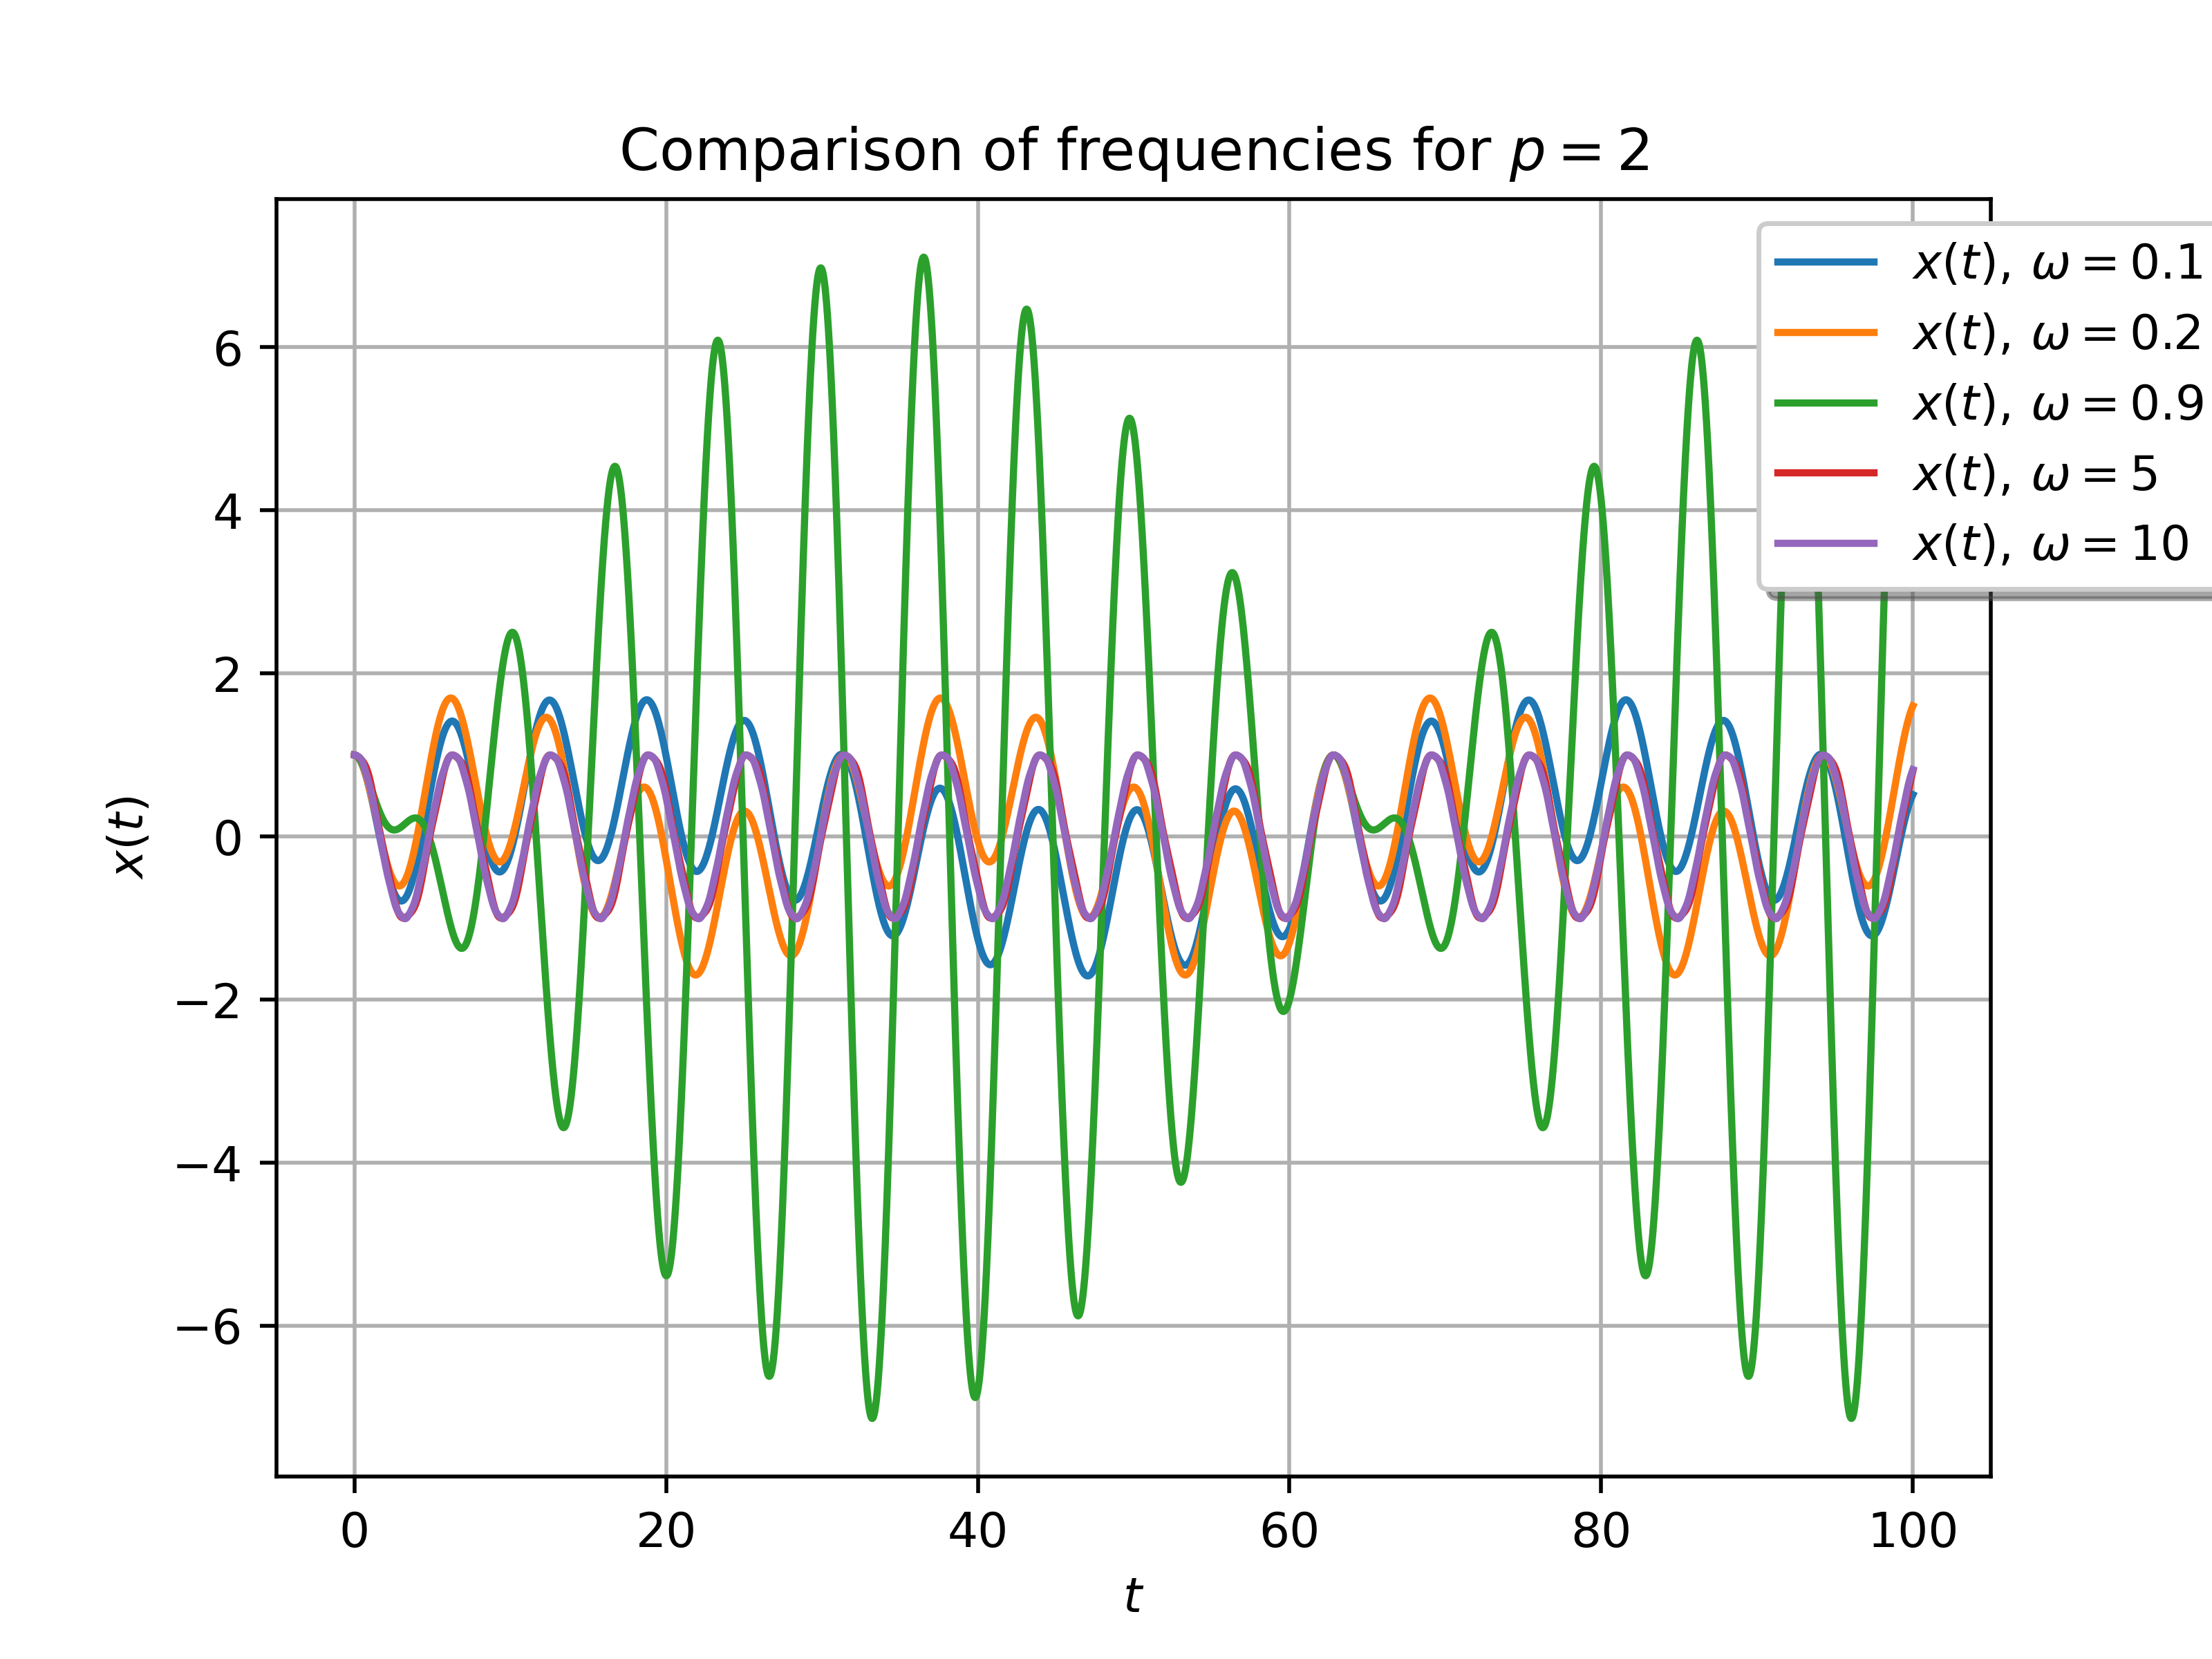 Comparison of frequencies for p = 2
x(t), ω = 0.1
x(t), ω = 0.2
x(t), ω = 0.9
x(t), ω = 5
x(t), ω = 10
6
4
2
0
−2
−4
−6
x(t)
0 20 40 60 80 100
t